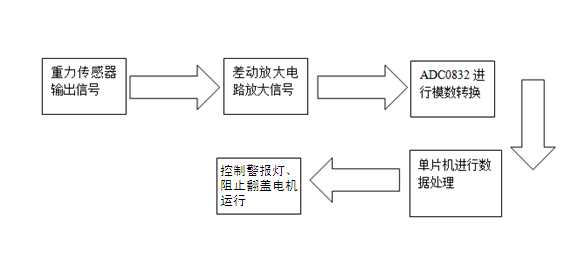 重力传感器
输出信号
差动放大电
路放大信号
ADC0832 进
行模数转换
单片机进行数
据处理
控制警报灯、
阻止翻盖电机
运行